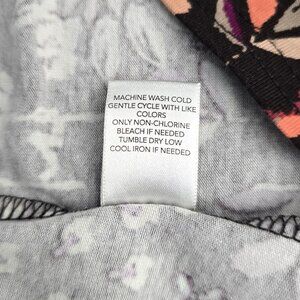 MACHINE WASH COLD
GENTLE CYCLE WITH LIKE
COLORS
ONLY NON-CHLORINE
BLEACH IF NEEDED
TUMBLE DRY LOW
COOL IRON IF NEEDED